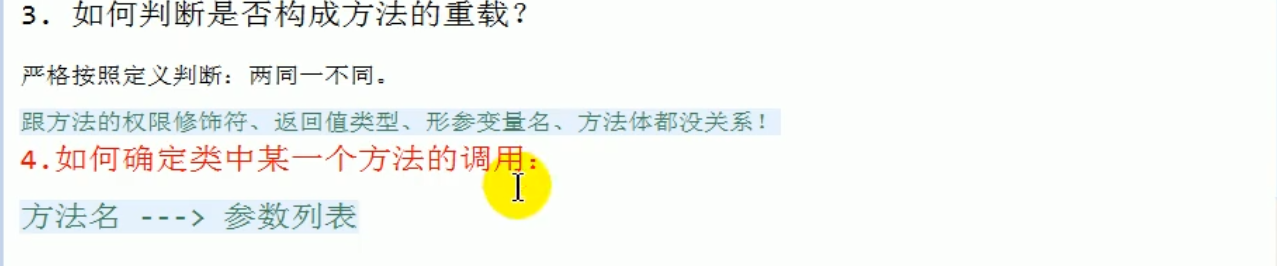 3. 如何判断是否构成方法的重载？
严格按照定义判断：两同一不同。
跟方法的权限修饰符、返回值类型、形参变量名、方法体都没关系！
4.如何确定类中某一个方法的调用：
方法名 ---> 参数列表